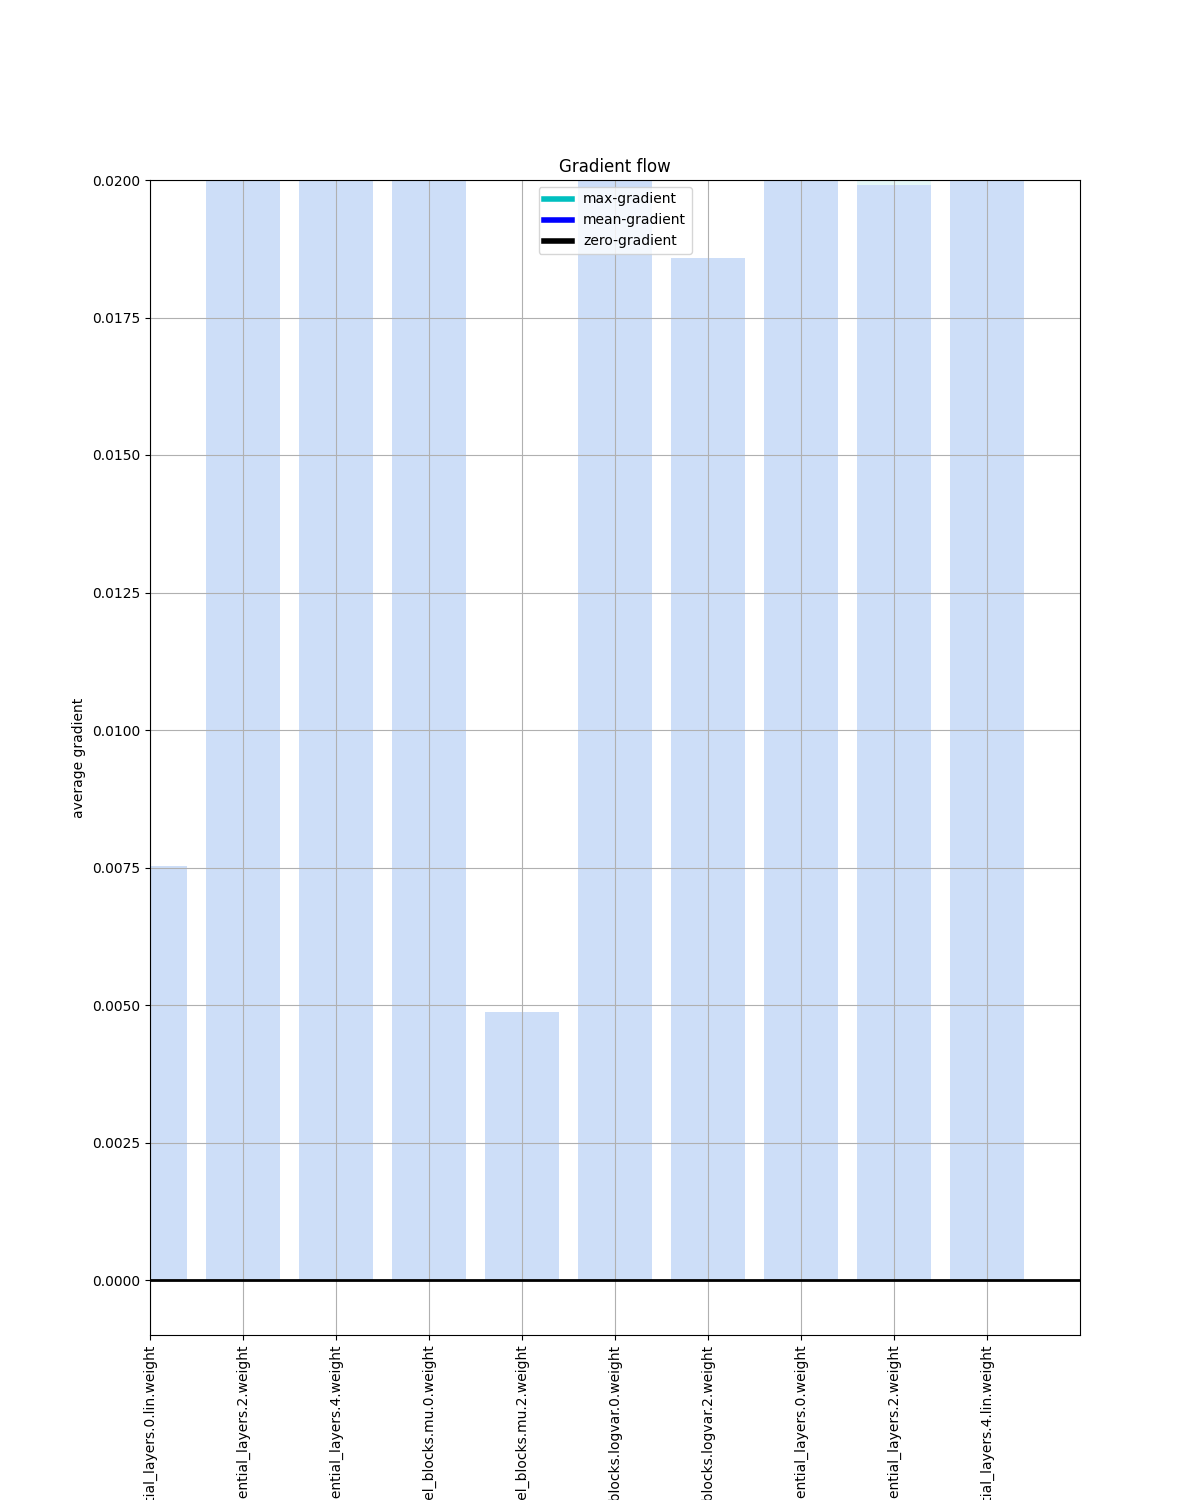 Gradient flow
max-gradient
mean-gradient
zero-gradient
0.0200
0.0175
0.0150
0.0125
0.0100
0.0075
0.0050
0.0025
0.0000
average gradient
tial_layers.0.lin.weight
ential_layers.2.weight
ential_layers.4.weight
el_blocks.mu.0.weight
el_blocks.mu.2.weight
blocks.logvar.0.weight
blocks.logvar.2.weight
ential_layers.0.weight
ential_layers.2.weight
tial_layers.4.lin.weight